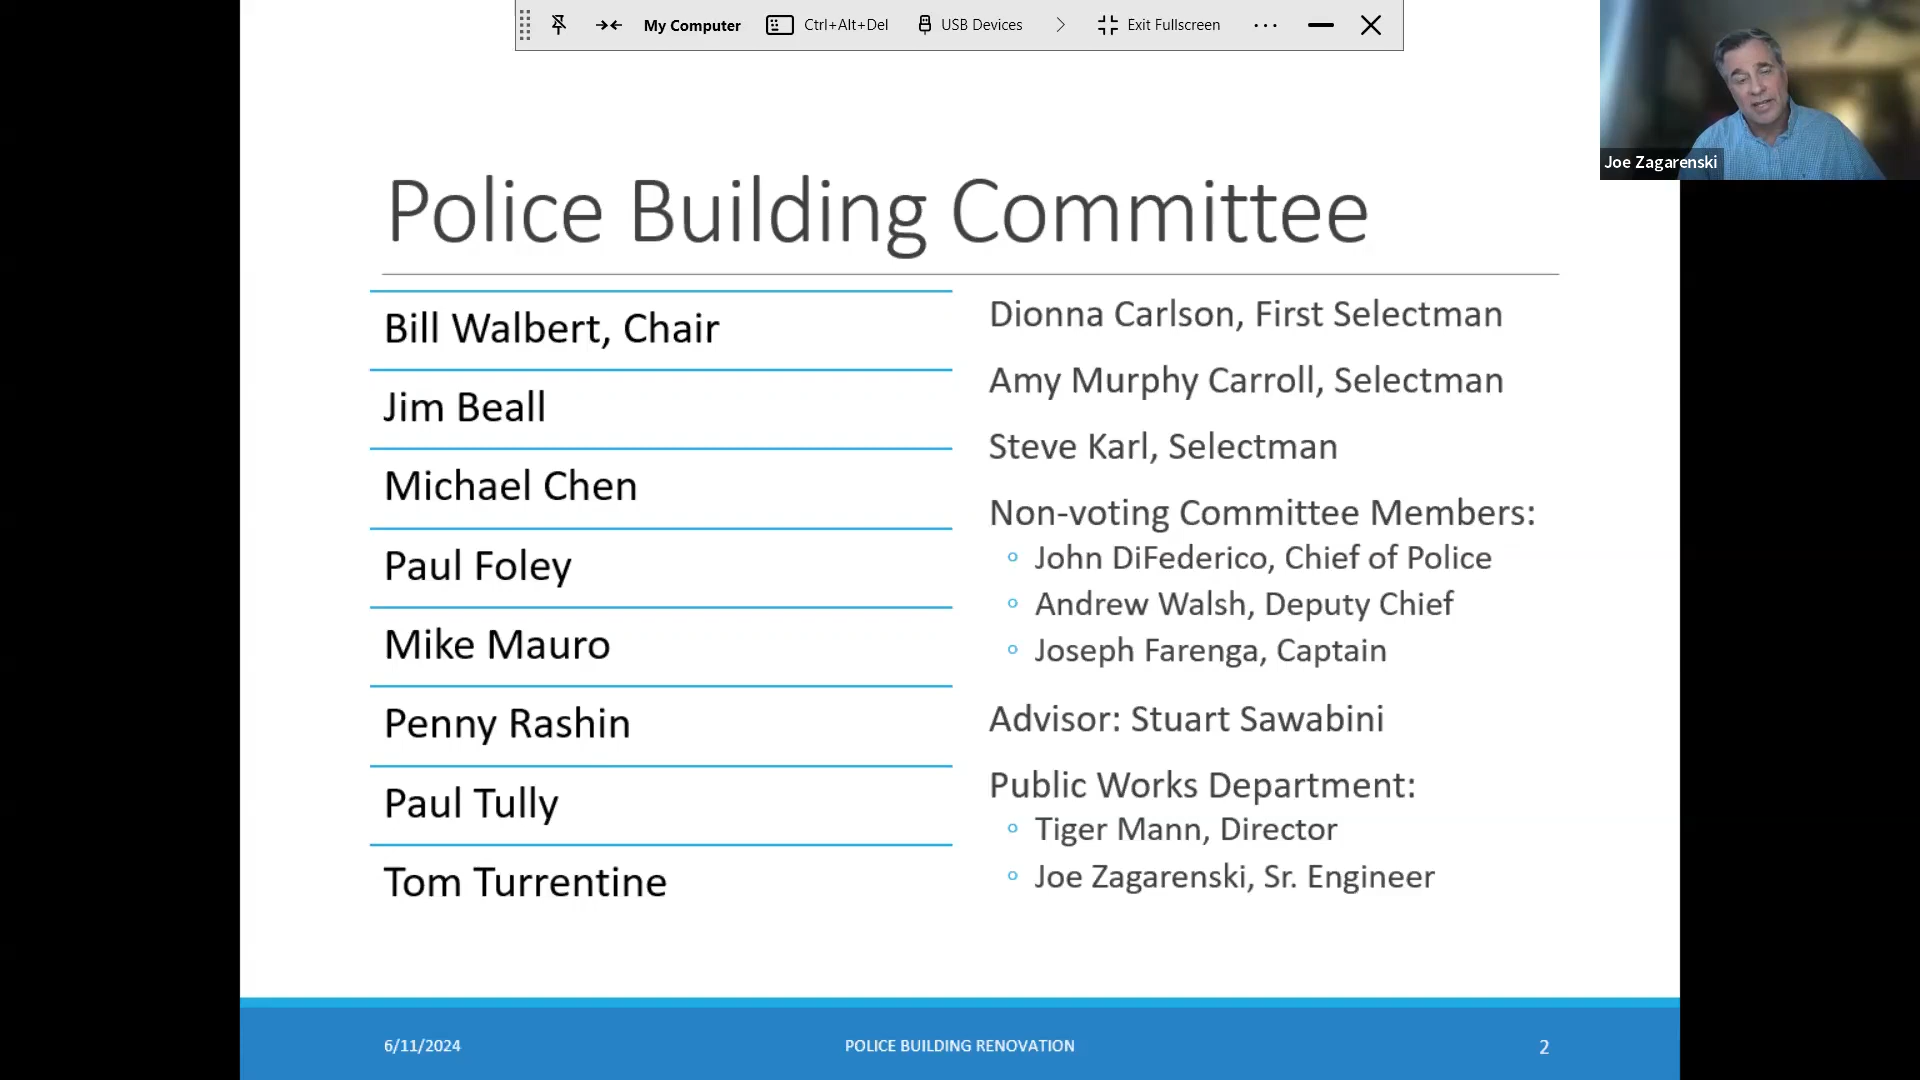 My Computer
Ctrl+Alt+Del
USB Devices
Exit Fullscreen
Joe Zagarenski
Police Building Committee
Bill Walbert, Chair
Jim Beall
Michael Chen
Paul Foley
Mike Mauro
Penny Rashin
Paul Tully
Tom Turrentine
Dionna Carlson, First Selectman
Amy Murphy Carroll, Selectman
Steve Karl, Selectman
Non-voting Committee Members:
John DiFederico, Chief of Police
Andrew Walsh, Deputy Chief
Joseph Farenga, Captain
Advisor: Stuart Sawabini
Public Works Department:
Tiger Mann, Director
Joe Zagarenski, Sr. Engineer
6/11/2024
POLICE BUILDING RENOVATION
2